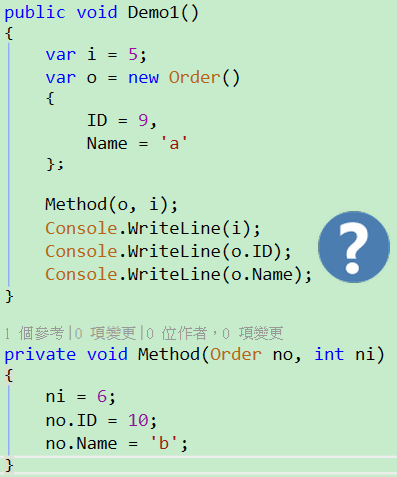 public void Demo1()
{
var i = 5;
var o = new Order()
{
ID = 9,
Name = 'a'
};
Method(o, i);
Console.WriteLine(i);
Console.WriteLine(o.ID);
Console.WriteLine(o.Name);
}
?
1 個參考|0 項變更|0 位作者，0 項變更
private void Method(Order no, int ni)
{
ni = 6;
no.ID = 10;
no.Name = 'b';
}